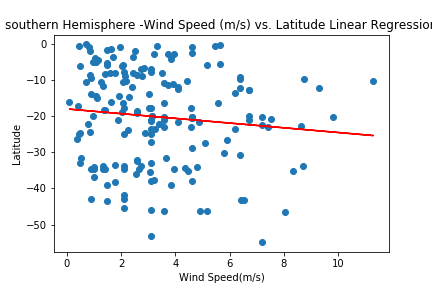 southern Hemisphere -Wind Speed (m/s) vs. Latitude Linear Regression
0
−10
−20
−30
−40
−50
Latitude
0 2 4 6 8 10
Wind Speed(m/s)